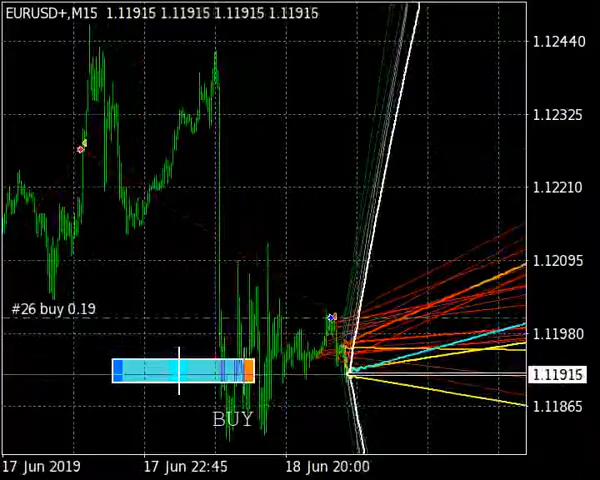 EURUSD+,M15 1.11915 1.11915 1.11915 1.11915
1.12440
1.12325
1.12210
1.12095
#26 buy 0.19
1.11980
1.11915
1.11865
BUY
17 Jun 2019 17 Jun 22:45 18 Jun 20:00